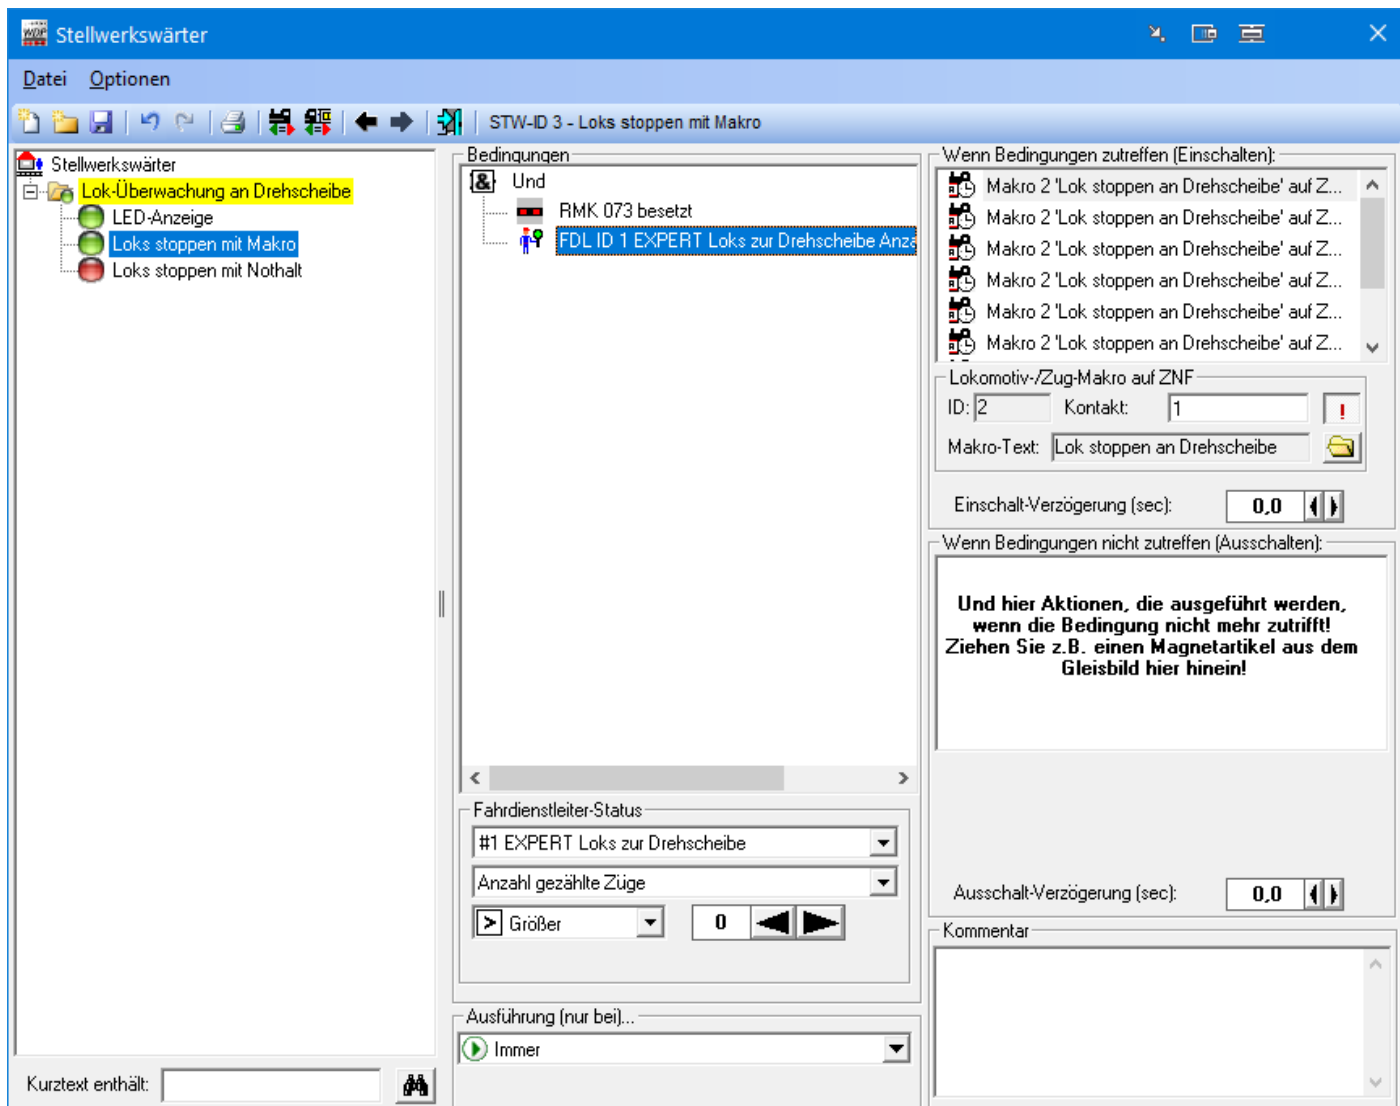 Stellwerkswärter
Datei Optionen
STW-ID 3 - Loks stoppen mit Makro
Stellwerkswärter
Lok-Überwachung an Drehscheibe
LED-Anzeige
Loks stoppen mit Makro
Loks stoppen mit Nothalt
Kurztext enthält:
Bedingungen
& Und
RMK 073 besetzt
FDL ID 1 EXPERT Loks zur Drehscheibe Anza
Fahrdienstleiter-Status
#1 EXPERT Loks zur Drehscheibe
Anzahl gezählte Züge
> Größer 0
Ausführung (nur bei)...
Immer
Wenn Bedingungen zutreffen (Einschalten):
Makro 2 'Lok stoppen an Drehscheibe' auf Z...
Makro 2 'Lok stoppen an Drehscheibe' auf Z...
Makro 2 'Lok stoppen an Drehscheibe' auf Z...
Makro 2 'Lok stoppen an Drehscheibe' auf Z...
Makro 2 'Lok stoppen an Drehscheibe' auf Z...
Makro 2 'Lok stoppen an Drehscheibe' auf Z...
Lokomotiv-/Zug-Makro auf ZNF
ID: 2 Kontakt: 1 !
Makro-Text: Lok stoppen an Drehscheibe
Einschalt-Verzögerung (sec): 0,0
Wenn Bedingungen nicht zutreffen (Ausschalten):
Und hier Aktionen, die ausgeführt werden,
wenn die Bedingung nicht mehr zutrifft!
Ziehen Sie z.B. einen Magnetartikel aus dem
Gleisbild hier hinein!
Ausschalt-Verzögerung (sec): 0,0
Kommentar